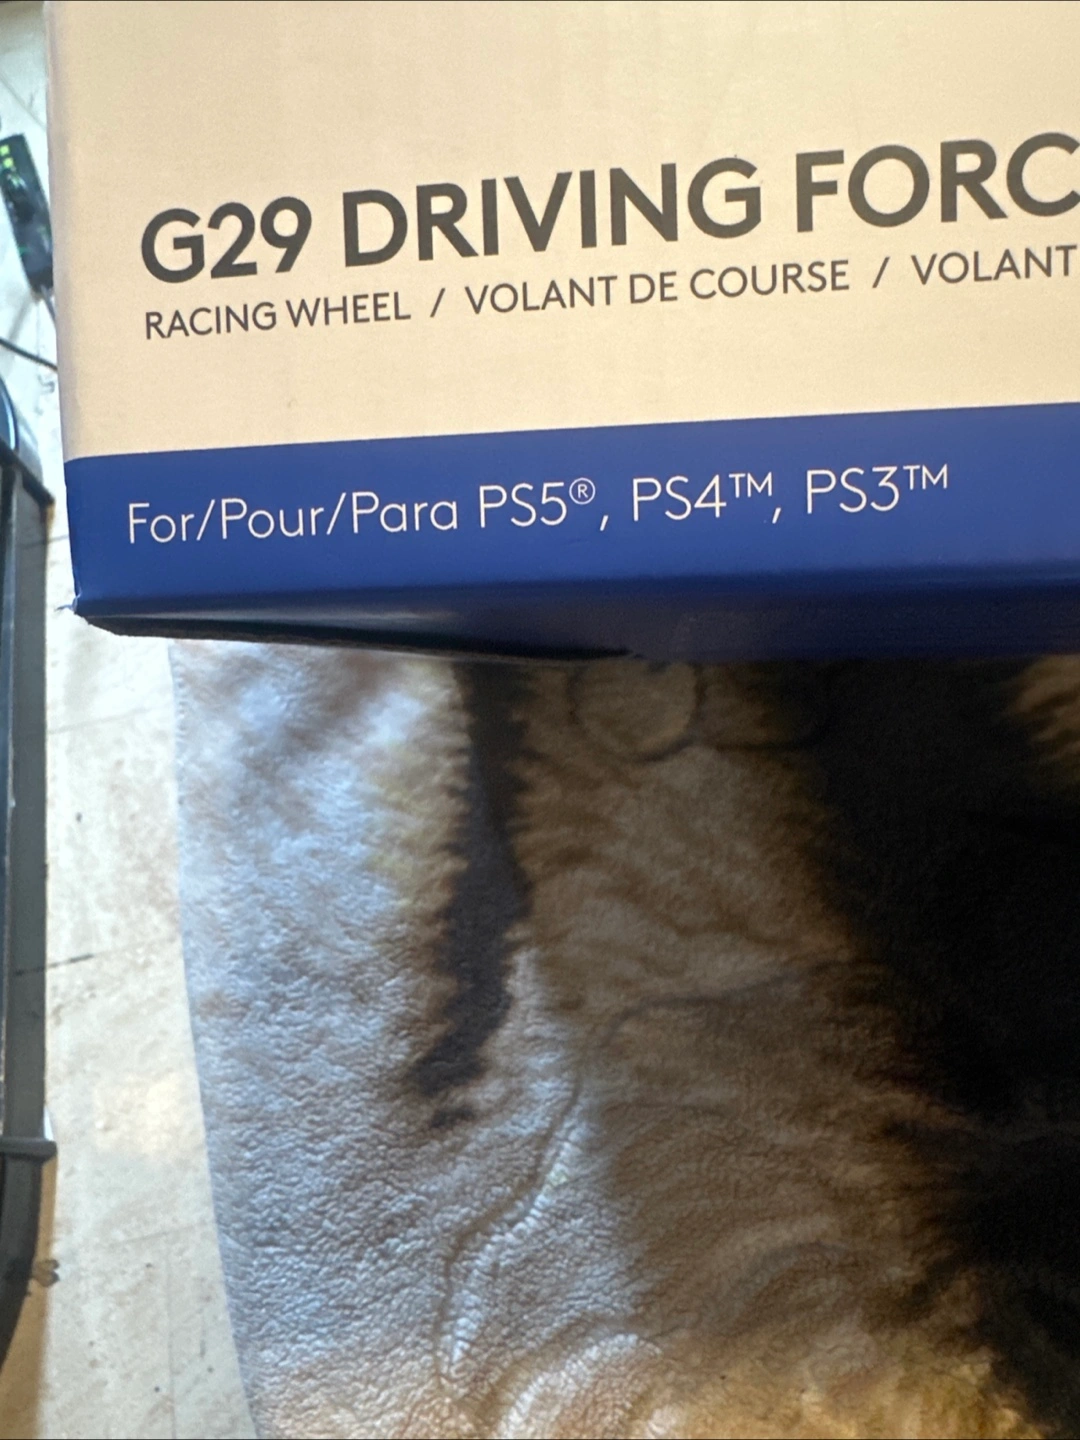 G29 DRIVING FORC
RACING WHEEL / VOLANT DE COURSE / VOLANT
For/Pour/Para PS5®, PS4™, PS3™